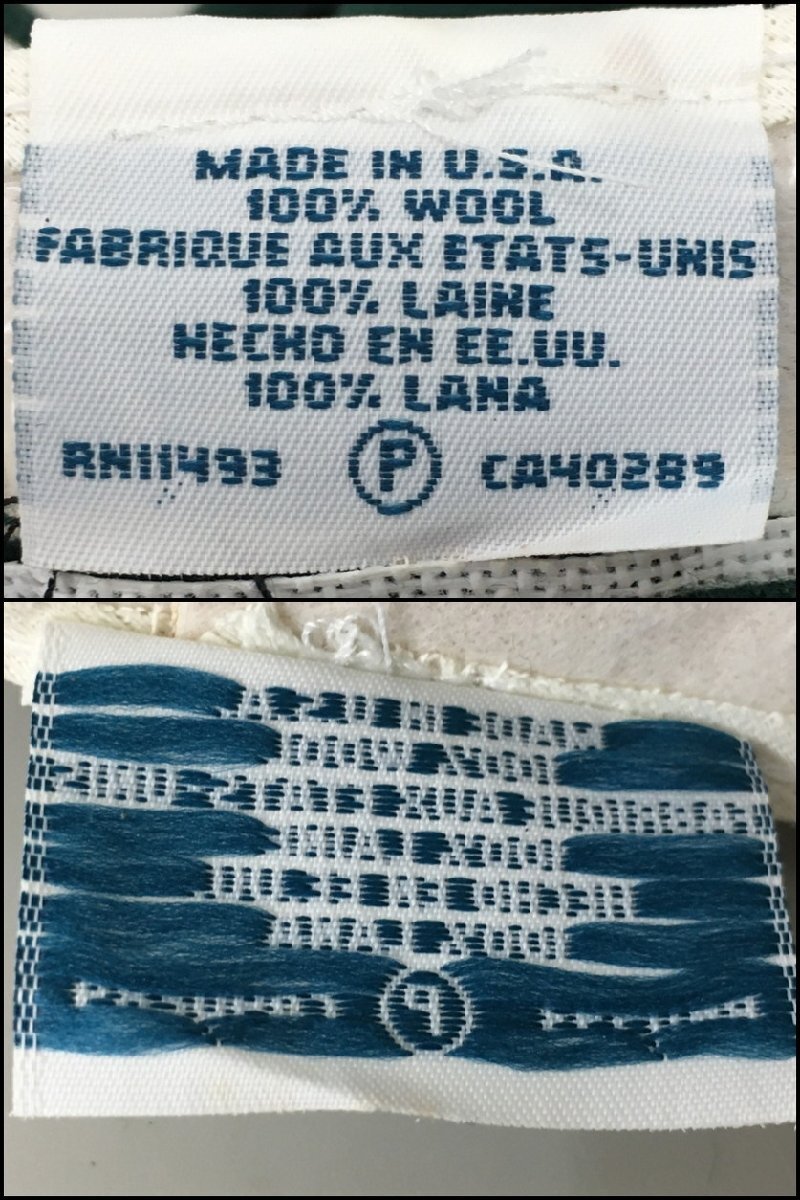 MADE IN U.S.A.
100% WOOL
FABRIQUE AUX ETATS-UNIS
100% LAINE
HECHO EN EE.UU.
100% LANA
RN11493 P CA40289